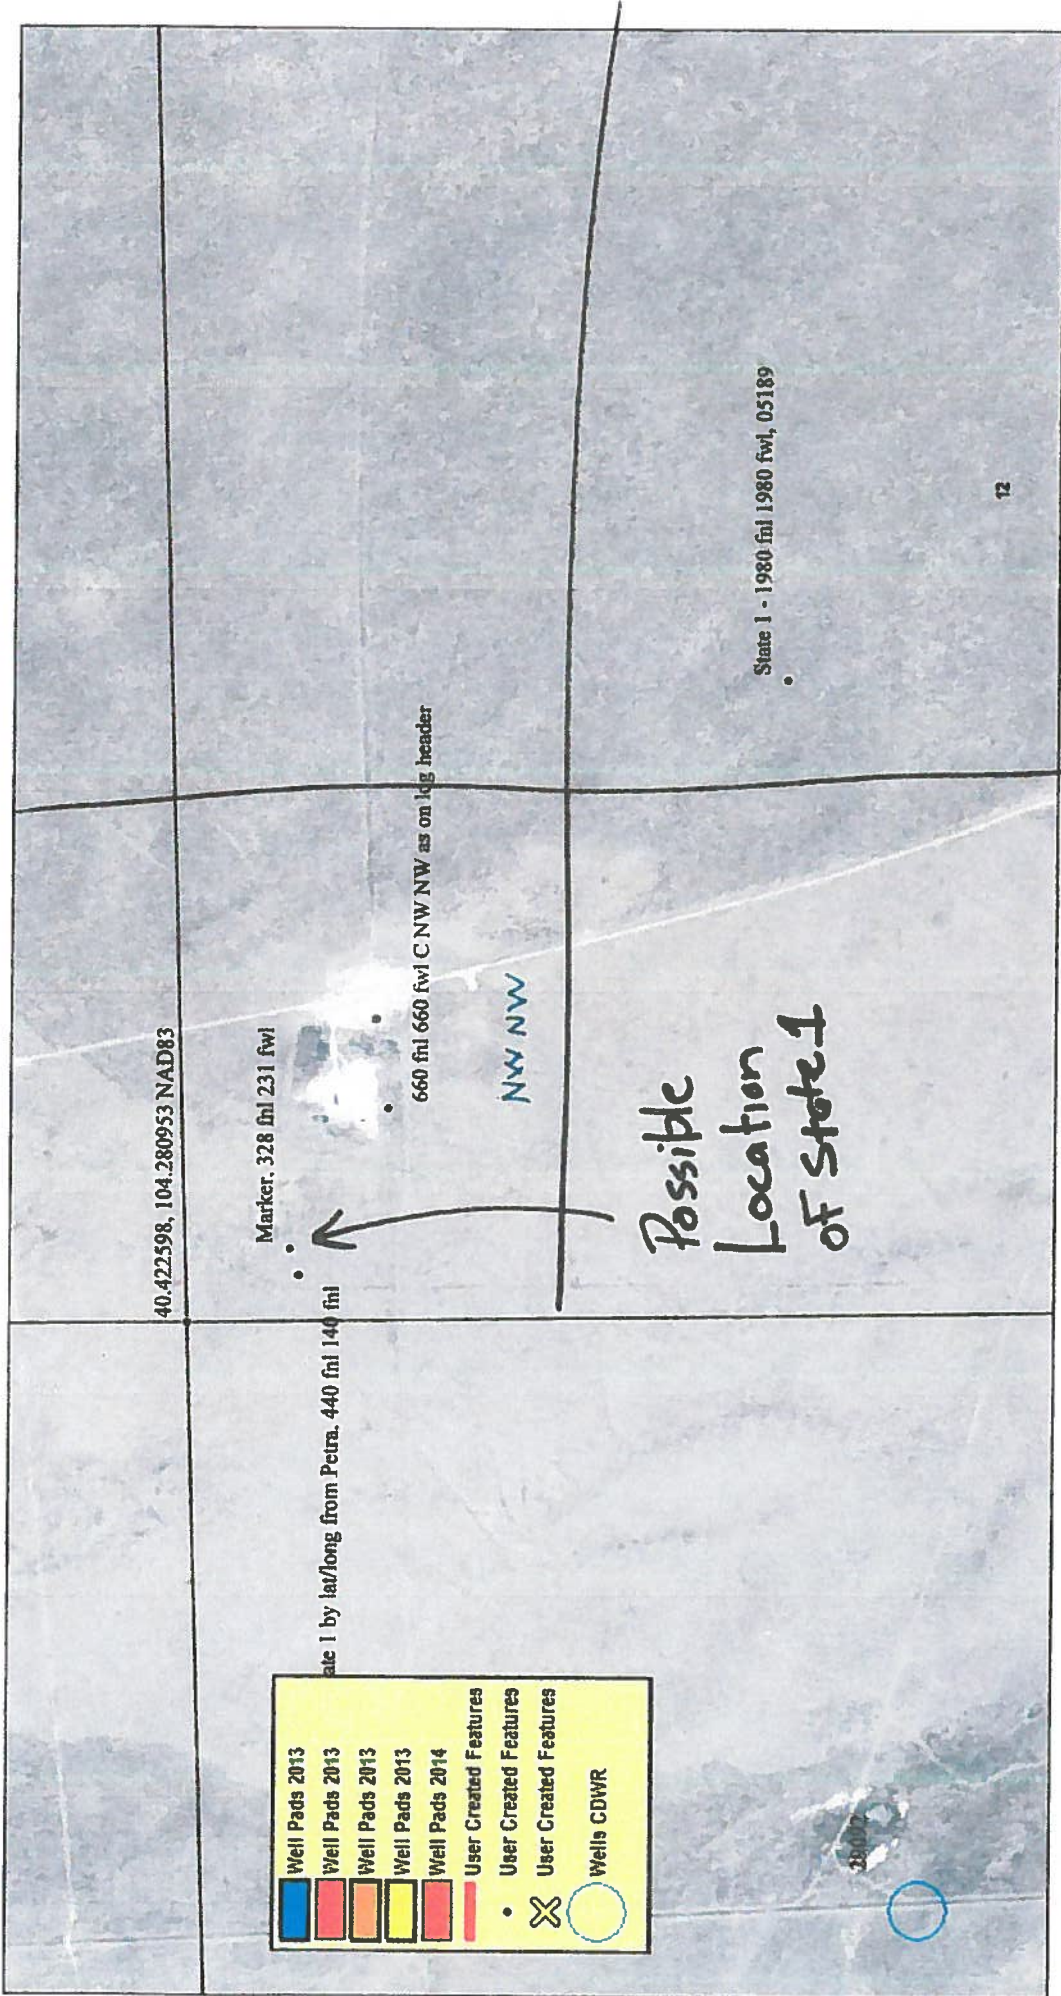 40.422598, 104.280953 NAD83
Marker, 328 fnl 231 fwl
ate 1 by lat/long from Petra. 440 fnl 140 fnl
660 fnl 660 fwl C NW NW as on log header
NW NW
Possible
Location
of State 1
State 1 - 1980 fnl 1980 fwl, 05189
12
Well Pads 2013
Well Pads 2013
Well Pads 2013
Well Pads 2013
Well Pads 2014
User Created Features
User Created Features
User Created Features
Wells CDWR